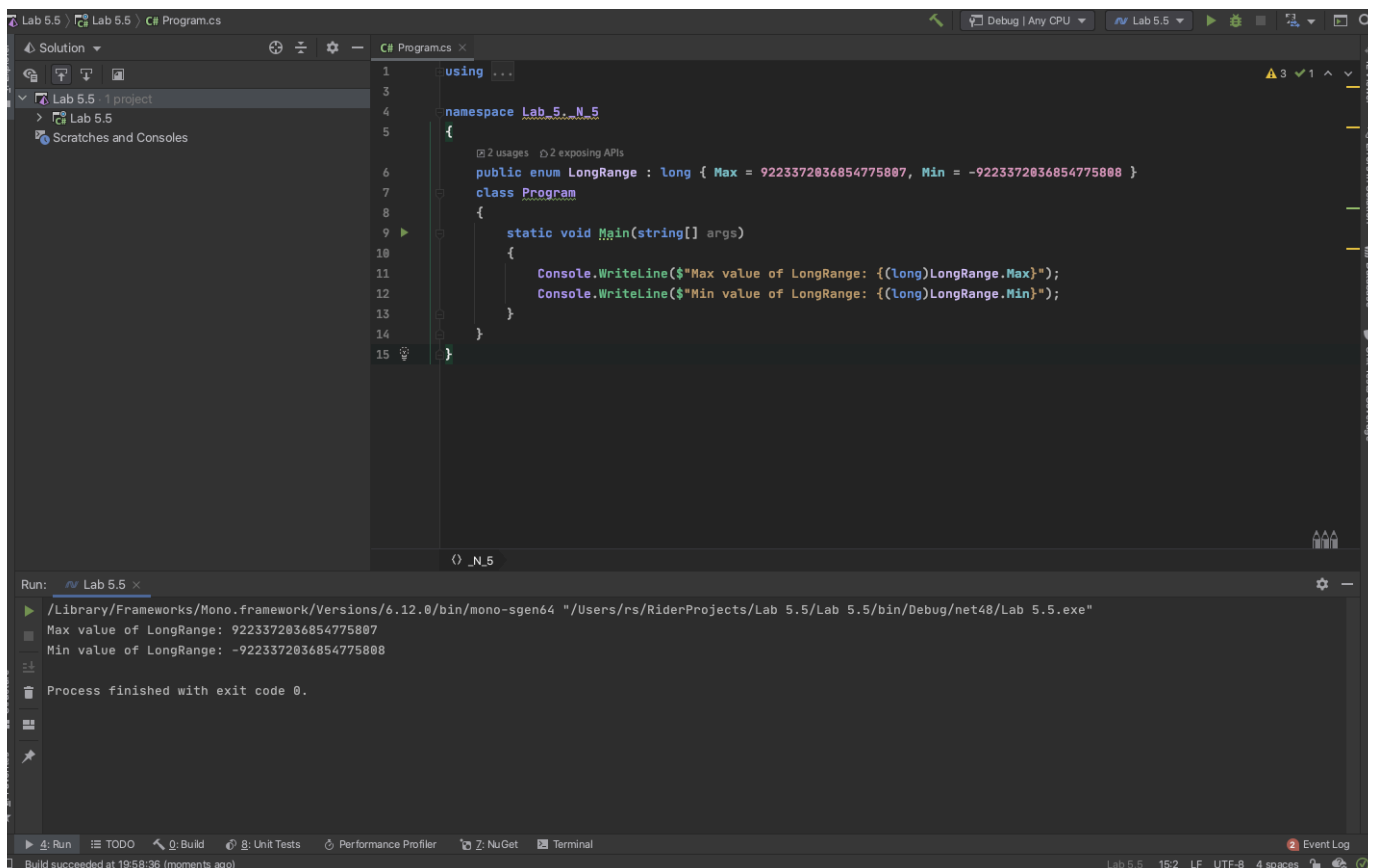 Lab 5.5 〉 C# Lab 5.5 〉 C# Program.cs
Debug | Any CPU
Lab 5.5
Solution
C# Program.cs
Lab 5.5 · 1 project
C# Lab 5.5
Scratches and Consoles
3 1
1 using ...
3
4 namespace Lab_5._N_5
5 {
2 usages 2 exposing APIs
6 public enum LongRange : long { Max = 9223372036854775807, Min = -9223372036854775808 }
7 class Program
8 {
9 static void Main(string[] args)
10 {
11 Console.WriteLine($"Max value of LongRange: {(long)LongRange.Max}");
12 Console.WriteLine($"Min value of LongRange: {(long)LongRange.Min}");
13 }
14 }
15 }
_N_5
Run: Lab 5.5
/Library/Frameworks/Mono.framework/Versions/6.12.0/bin/mono-sgen64 "/Users/rs/RiderProjects/Lab 5.5/Lab 5.5/bin/Debug/net48/Lab 5.5.exe"
Max value of LongRange: 9223372036854775807
Min value of LongRange: -9223372036854775808
Process finished with exit code 0.
4: Run TODO 0: Build 8: Unit Tests Performance Profiler 7: NuGet Terminal 2 Event Log
Build succeeded at 19:58:36 (moments ago) Lab 5.5 15:2 LF UTF-8 4 spaces